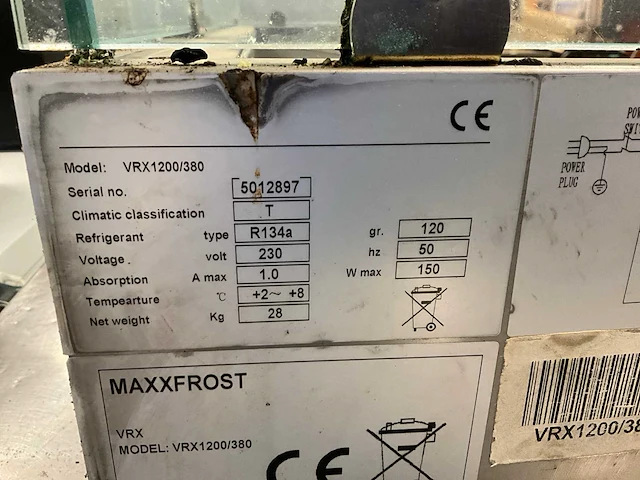 CE
Model: VRX1200/380
Serial no. 5012897
Climatic classification T
Refrigerant type R134a gr. 120
Voltage. volt 230 hz 50
Absorption A max 1.0 W max 150
Tempearture ℃ +2～ +8
Net weight Kg 28
POWER
PLUG
MAXXFROST
VRX
MODEL: VRX1200/380
CE